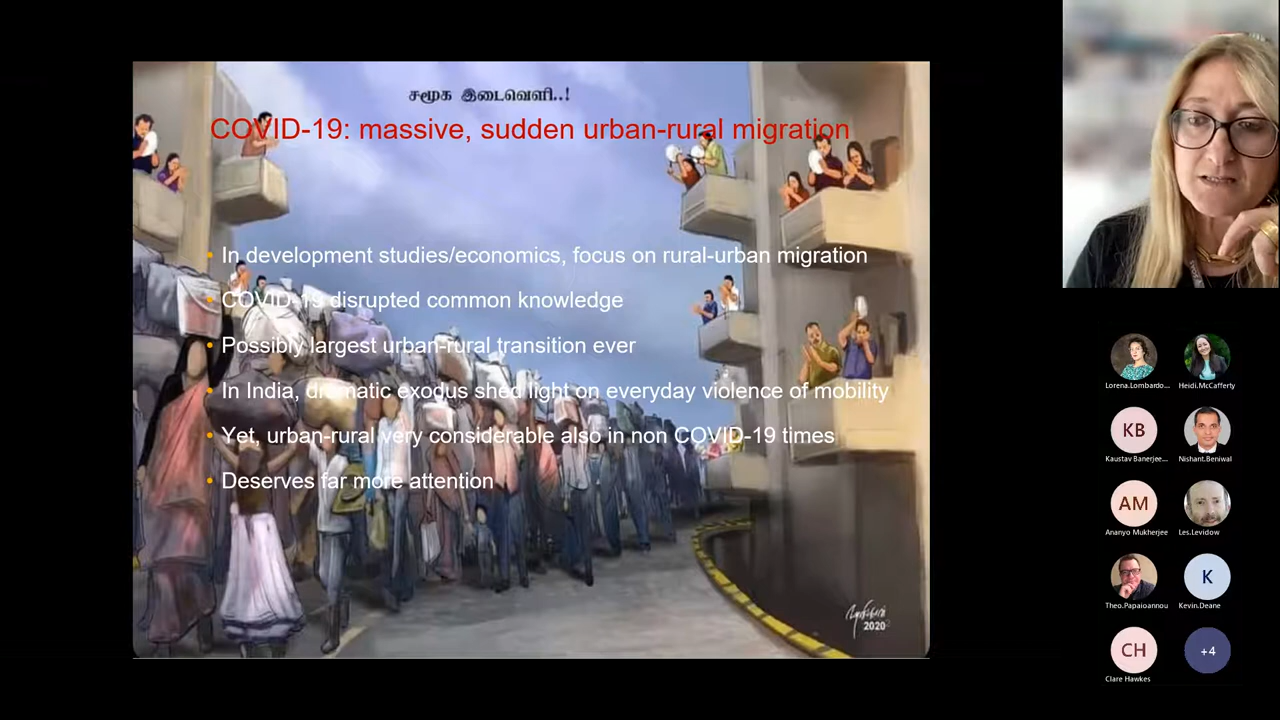 சமூக இடைவெளி..!
COVID-19: massive, sudden urban-rural migration
• In development studies/economics, focus on rural-urban migration
• COVID-19 disrupted common knowledge
• Possibly largest urban-rural transition ever
• In India, dramatic exodus shed light on everyday violence of mobility
• Yet, urban-rural very considerable also in non COVID-19 times
• Deserves far more attention
2020
Lorena.Lombardo...
Heidi.McCafferty
KB
Kaustav Banerjee...
Nishant.Beniwal
AM
Ananyo Mukherjee
Les.Levidow
Theo.Papaioannou
K
Kevin.Deane
CH
Clare Hawkes
+4